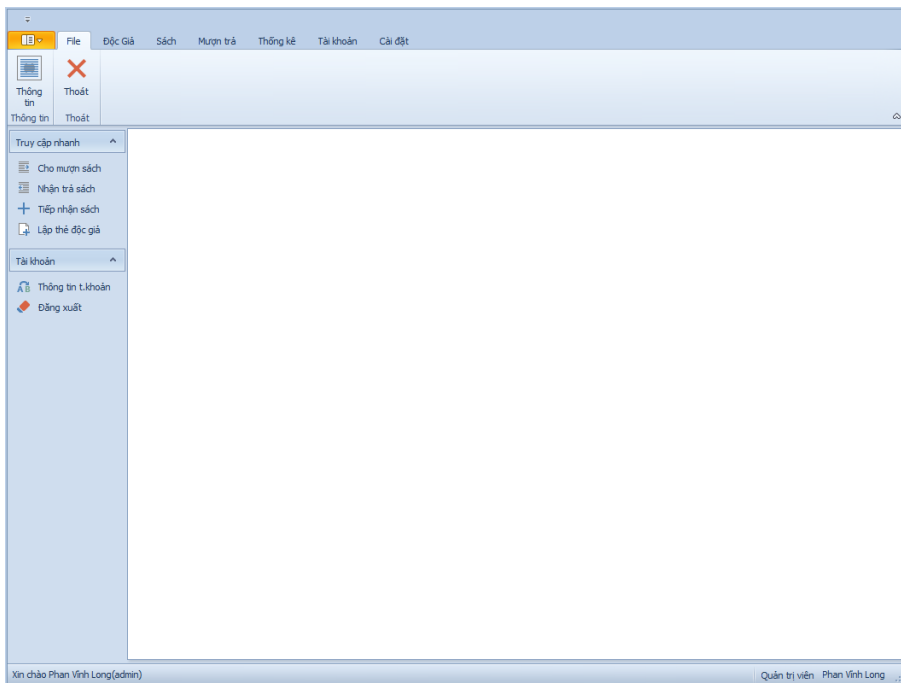 File Độc Giả Sách Mượn trả Thống kê Tài khoản Cài đặt
Thông tin
Thoát
Thông tin Thoát
Truy cập nhanh
Cho mượn sách
Nhận trả sách
Tiếp nhận sách
Lập thẻ độc giả
Tài khoản
Thông tin t.khoản
Đăng xuất
Xin chào Phan Vĩnh Long(admin) Quản trị viên Phan Vĩnh Long